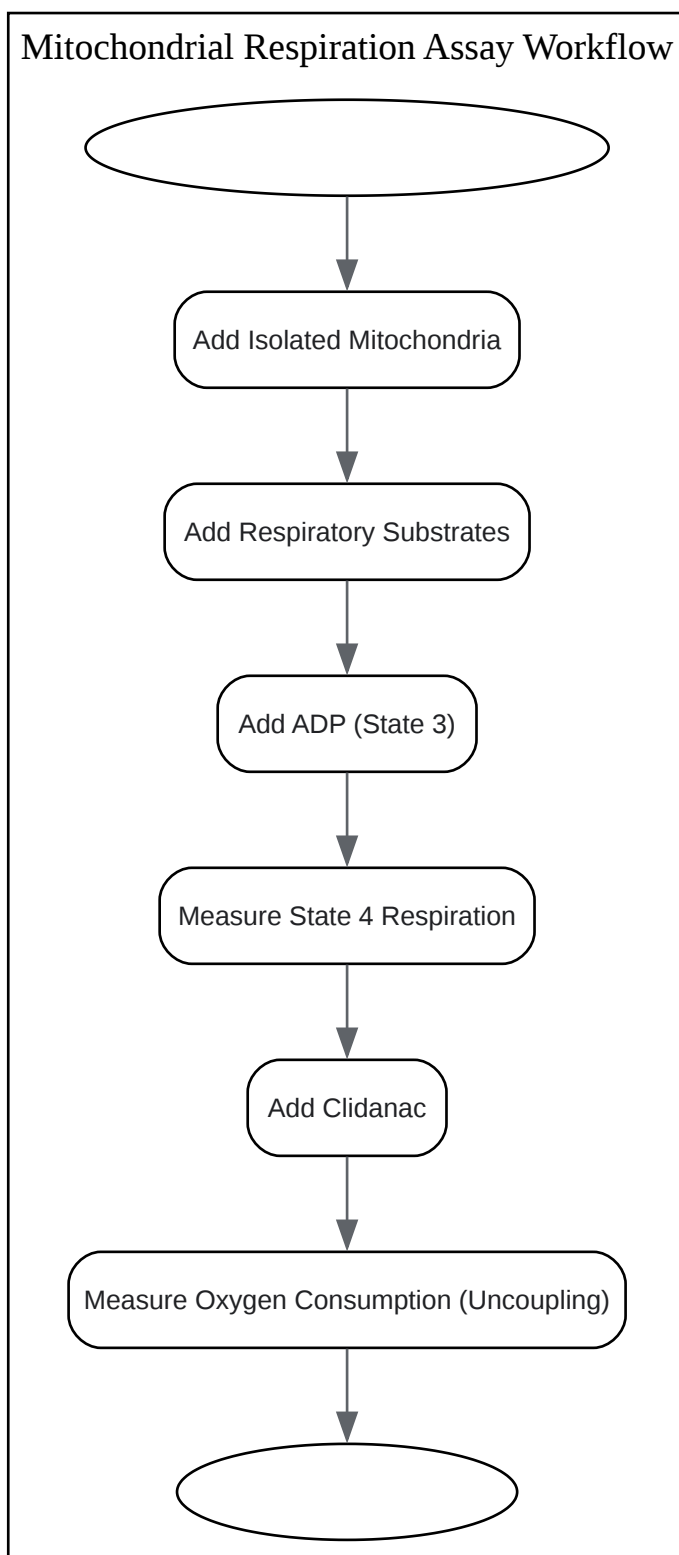 Mitochondrial Respiration Assay Workflow
Add Isolated Mitochondria
Add Respiratory Substrates
Add ADP (State 3)
Measure State 4 Respiration
Add Clidanac
Measure Oxygen Consumption (Uncoupling)